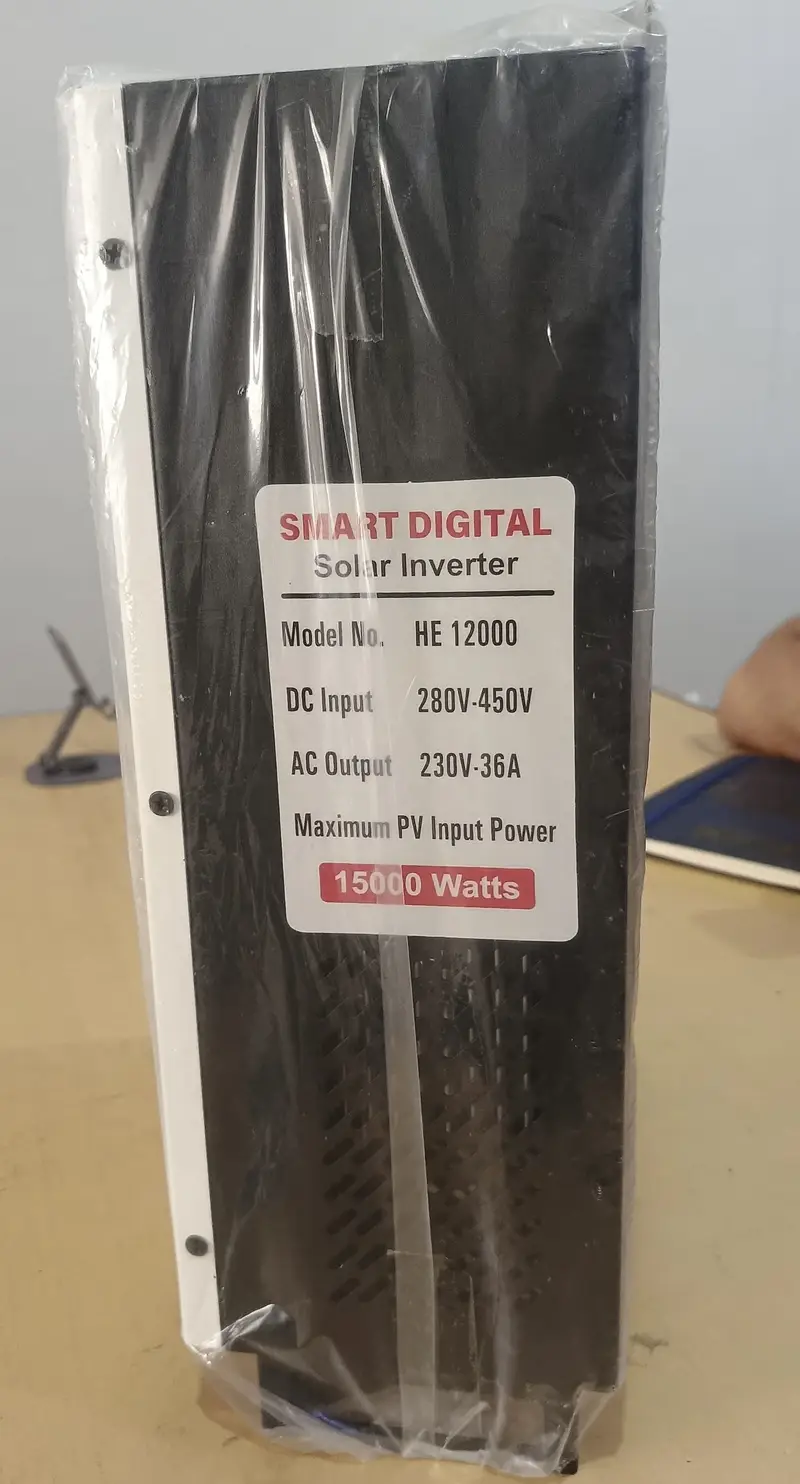 SMART DIGITAL
Solar Inverter
Model No. HE 12000
DC Input 280V-450V
AC Output 230V-36A
Maximum PV Input Power
15000 Watts